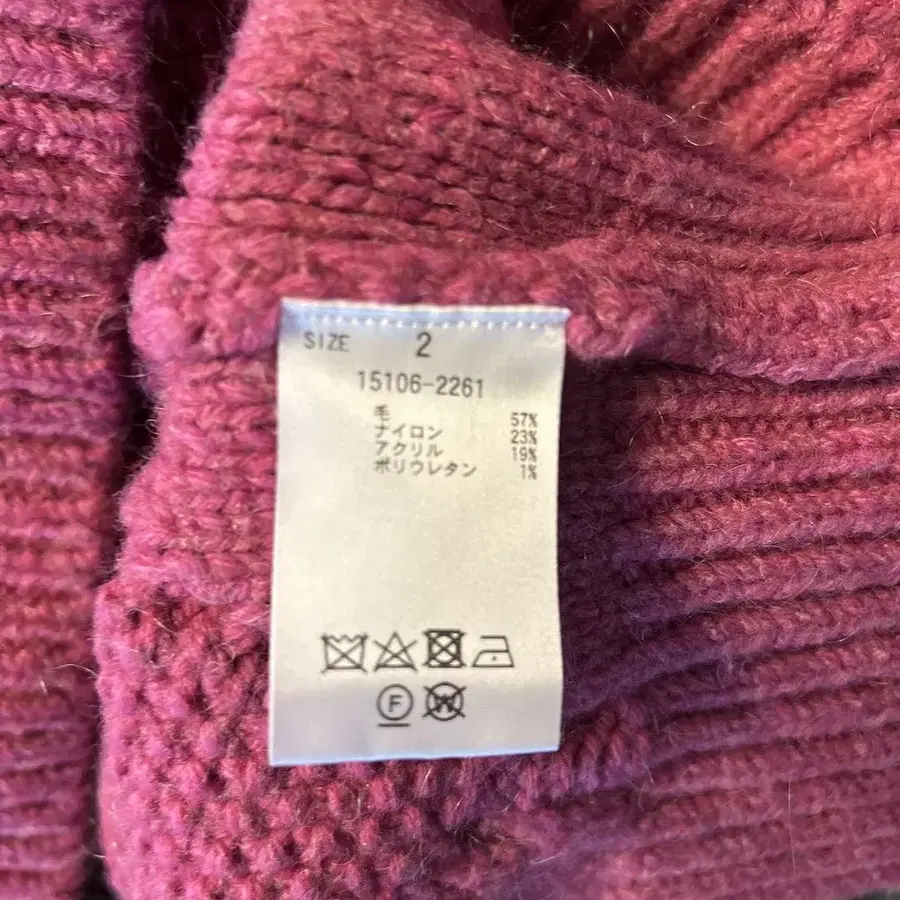 SIZE 2
15106-2261
毛 57%
ナイロン 23%
アクリル 19%
ポリウレタン 1%
F W